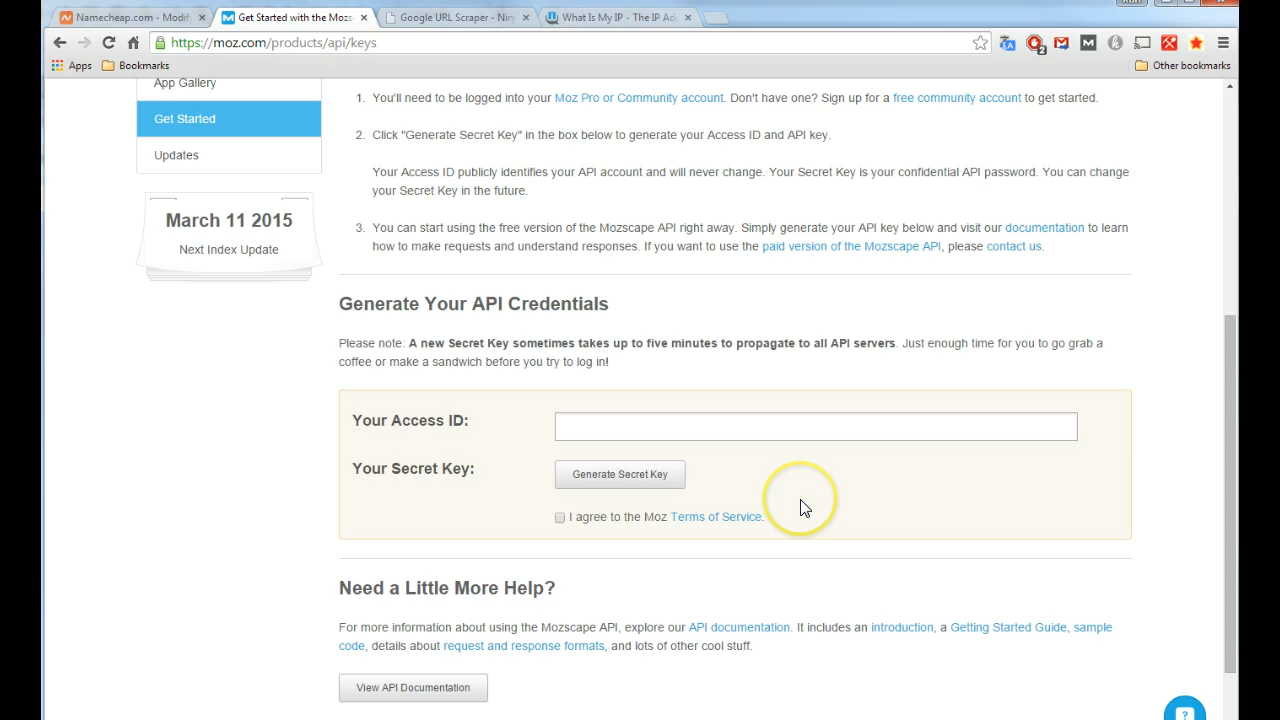 Namecheap.com - Modif
Get Started with the Mozs
Google URL Scraper - Ninj
What Is My IP - The IP Ad
https://moz.com/products/api/keys
2
Apps
Bookmarks
Other bookmarks
App Gallery
Get Started
Updates
March 11 2015
Next Index Update
1. You'll need to be logged into your Moz Pro or Community account. Don't have one? Sign up for a free community account to get started.
2. Click "Generate Secret Key" in the box below to generate your Access ID and API key.
Your Access ID publicly identifies your API account and will never change. Your Secret Key is your confidential API password. You can change
your Secret Key in the future.
3. You can start using the free version of the Mozscape API right away. Simply generate your API key below and visit our documentation to learn
how to make requests and understand responses. If you want to use the paid version of the Mozscape API, please contact us.
Generate Your API Credentials
Please note: A new Secret Key sometimes takes up to five minutes to propagate to all API servers. Just enough time for you to go grab a
coffee or make a sandwich before you try to log in!
Your Access ID:
Your Secret Key:
Generate Secret Key
I agree to the Moz Terms of Service.
Need a Little More Help?
For more information about using the Mozscape API, explore our API documentation. It includes an introduction, a Getting Started Guide, sample
code, details about request and response formats, and lots of other cool stuff.
View API Documentation
?